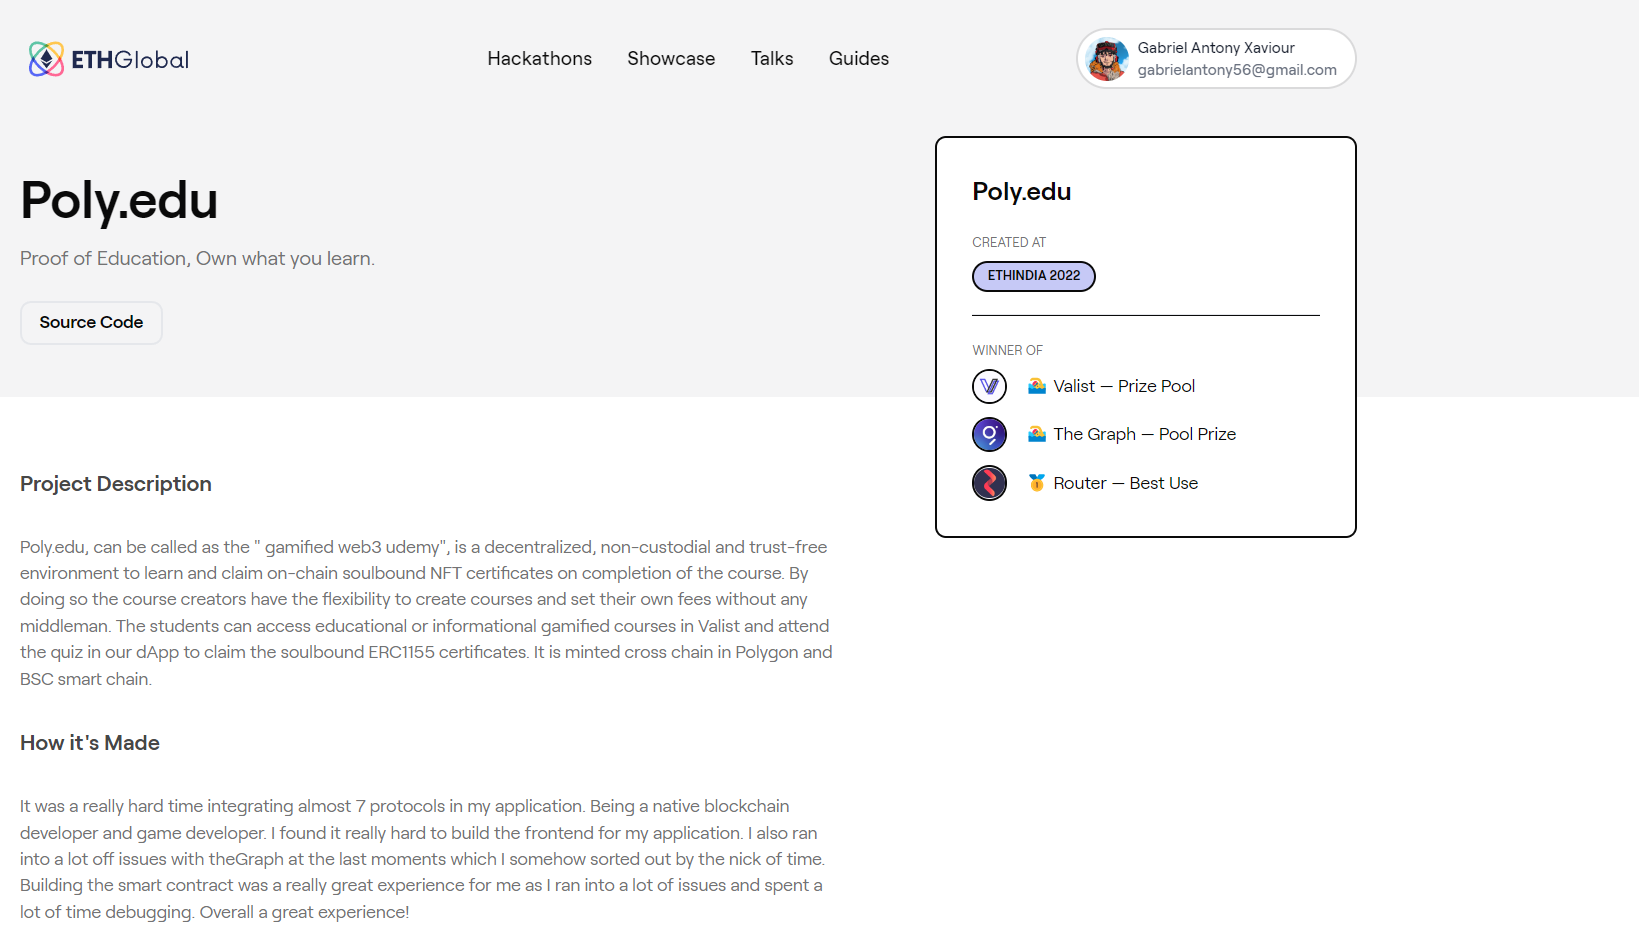 ETHGlobal
Hackathons
Showcase
Talks
Guides
Gabriel Antony Xaviour
gabrielantony56@gmail.com
Poly.edu
Proof of Education, Own what you learn.
Source Code
Poly.edu
CREATED AT
ETHINDIA 2022
WINNER OF
🏄 Valist — Prize Pool
🏄 The Graph — Pool Prize
🥇 Router — Best Use
Project Description
Poly.edu, can be called as the " gamified web3 udemy", is a decentralized, non-custodial and trust-free
environment to learn and claim on-chain soulbound NFT certificates on completion of the course. By
doing so the course creators have the flexibility to create courses and set their own fees without any
middleman. The students can access educational or informational gamified courses in Valist and attend
the quiz in our dApp to claim the soulbound ERC1155 certificates. It is minted cross chain in Polygon and
BSC smart chain.
How it's Made
It was a really hard time integrating almost 7 protocols in my application. Being a native blockchain
developer and game developer. I found it really hard to build the frontend for my application. I also ran
into a lot off issues with theGraph at the last moments which I somehow sorted out by the nick of time.
Building the smart contract was a really great experience for me as I ran into a lot of issues and spent a
lot of time debugging. Overall a great experience!